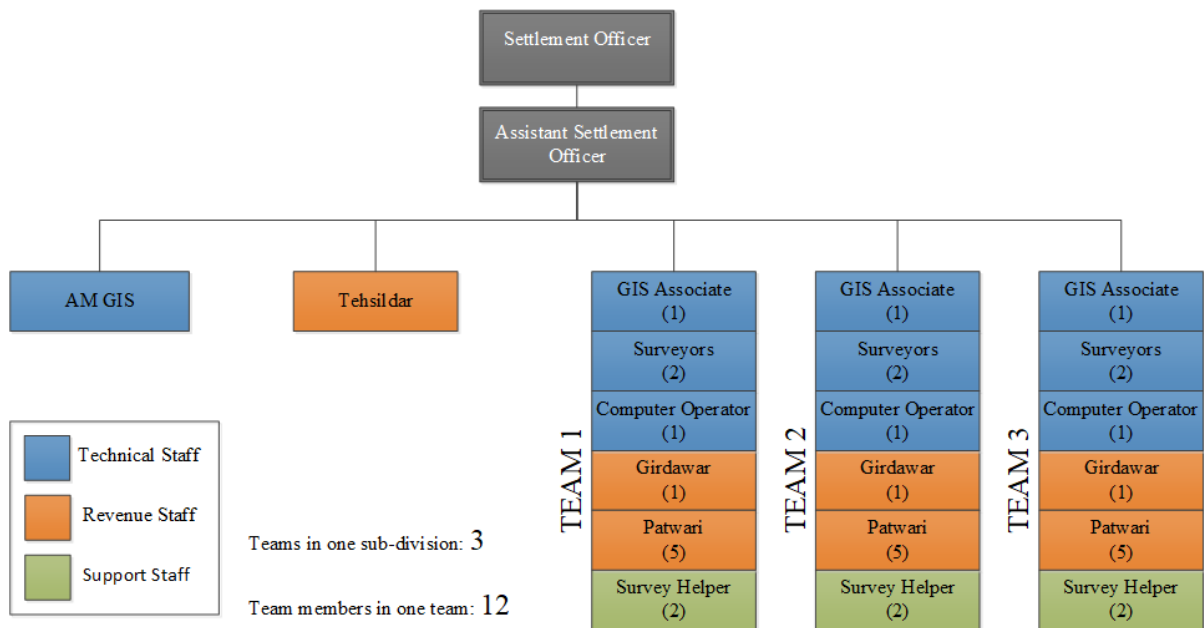 Settlement Officer
Assistant Settlement
Officer
AM GIS
Tehsildar
TEAM 1
GIS Associate
(1)
Surveyors
(2)
Computer Operator
(1)
Girdawar
(1)
Patwari
(5)
Survey Helper
(2)
TEAM 2
GIS Associate
(1)
Surveyors
(2)
Computer Operator
(1)
Girdawar
(1)
Patwari
(5)
Survey Helper
(2)
TEAM 3
GIS Associate
(1)
Surveyors
(2)
Computer Operator
(1)
Girdawar
(1)
Patwari
(5)
Survey Helper
(2)
Technical Staff
Revenue Staff
Support Staff
Teams in one sub-division: 3
Team members in one team: 12